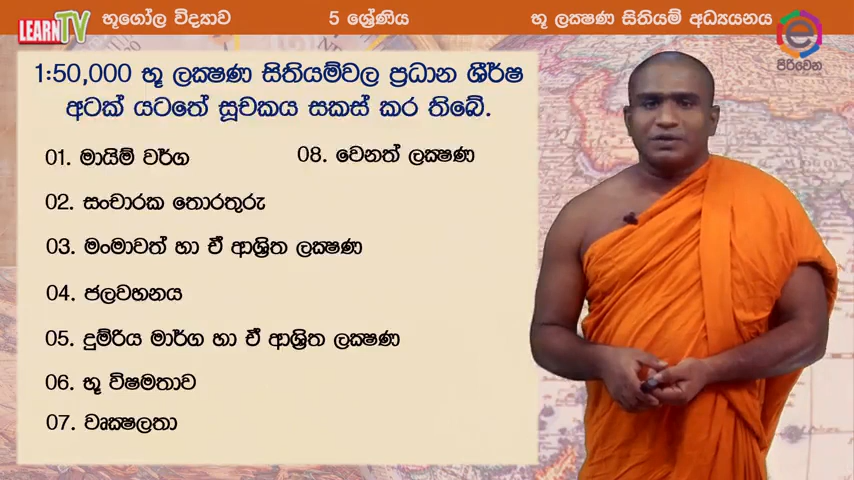 LEARN TV
භූගෝල විද්‍යාව
5 ශ්‍රේණිය
භූ ලක්ෂණ සිතියම් අධ්‍යයනය
පිරිවෙන
1:50,000 භූ ලක්ෂණ සිතියම්වල ප්‍රධාන ශීර්ෂ
අටක් යටතේ සූචකය සකස් කර තිබේ.
01. මායිම් වර්ග
08. වෙනත් ලක්ෂණ
02. සංචාරක තොරතුරු
03. මංමාවත් හා ඒ ආශ්‍රිත ලක්ෂණ
04. ජලවහනය
05. දුම්රිය මාර්ග හා ඒ ආශ්‍රිත ලක්ෂණ
06. භූ විෂමතාව
07. වෘක්ෂලතා